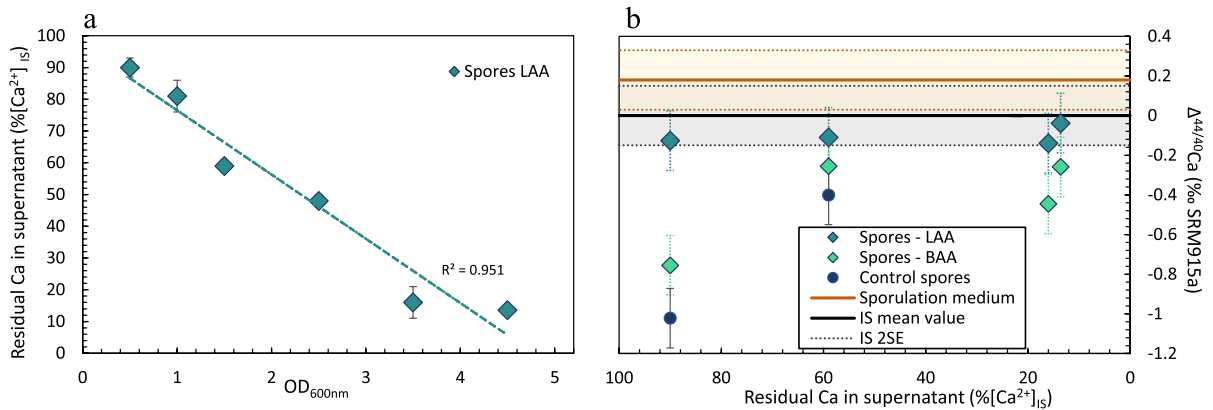 a
Residual Ca in supernatant (%[Ca²⁺]IS)
100
90
80
70
60
50
40
30
20
10
0
Spores LAA
R² = 0.951
0 1 2 3 4 5
OD600nm
b
Spores - LAA
Spores - BAA
Control spores
Sporulation medium
IS mean value
IS 2SE
0.4
0.2
0
-0.2
-0.4
-0.6
-0.8
-1
-1.2
Δ⁴⁴/⁴⁰Ca (‰ SRM915a)
100 80 60 40 20 0
Residual Ca in supernatant (%[Ca²⁺]IS)